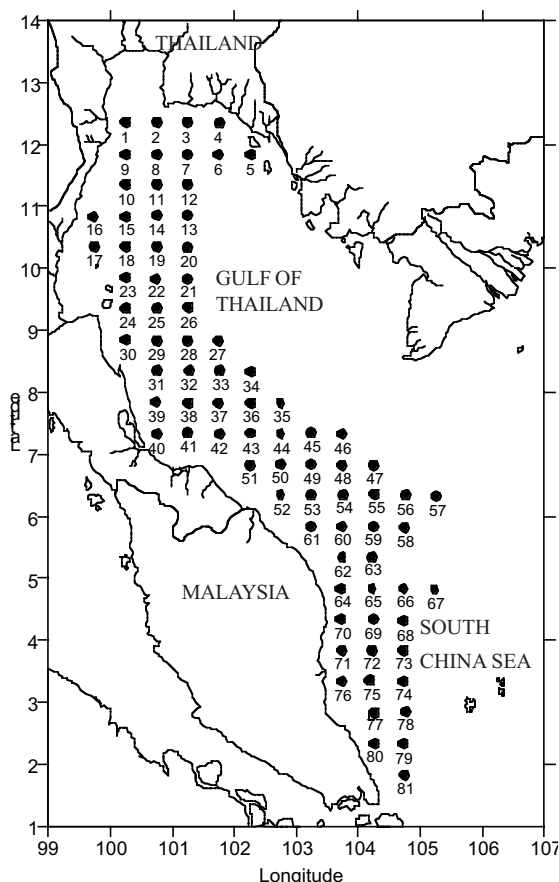 14
THAILAND
13
12
1 2 3 4
9 8 7 6 5
11
10 11 12
16 15 14 13
10
17 18 19 20
GULF OF
THAILAND
23 22 21
24 25 26
9
30 29 28 27
8
31 32 33 34
39 38 37 36 35
Latitude
7
40 41 42 43 44 45 46
51 50 49 48 47
6
52 53 54 55 56 57
61 60 59 58
5
62 63
MALAYSIA
64 65 66 67
4
70 69 68
SOUTH
71 72 73
CHINA SEA
3
76 75 74
77 78
2
80 79
81
1
99 100 101 102 103 104 105 106 107
Longitude